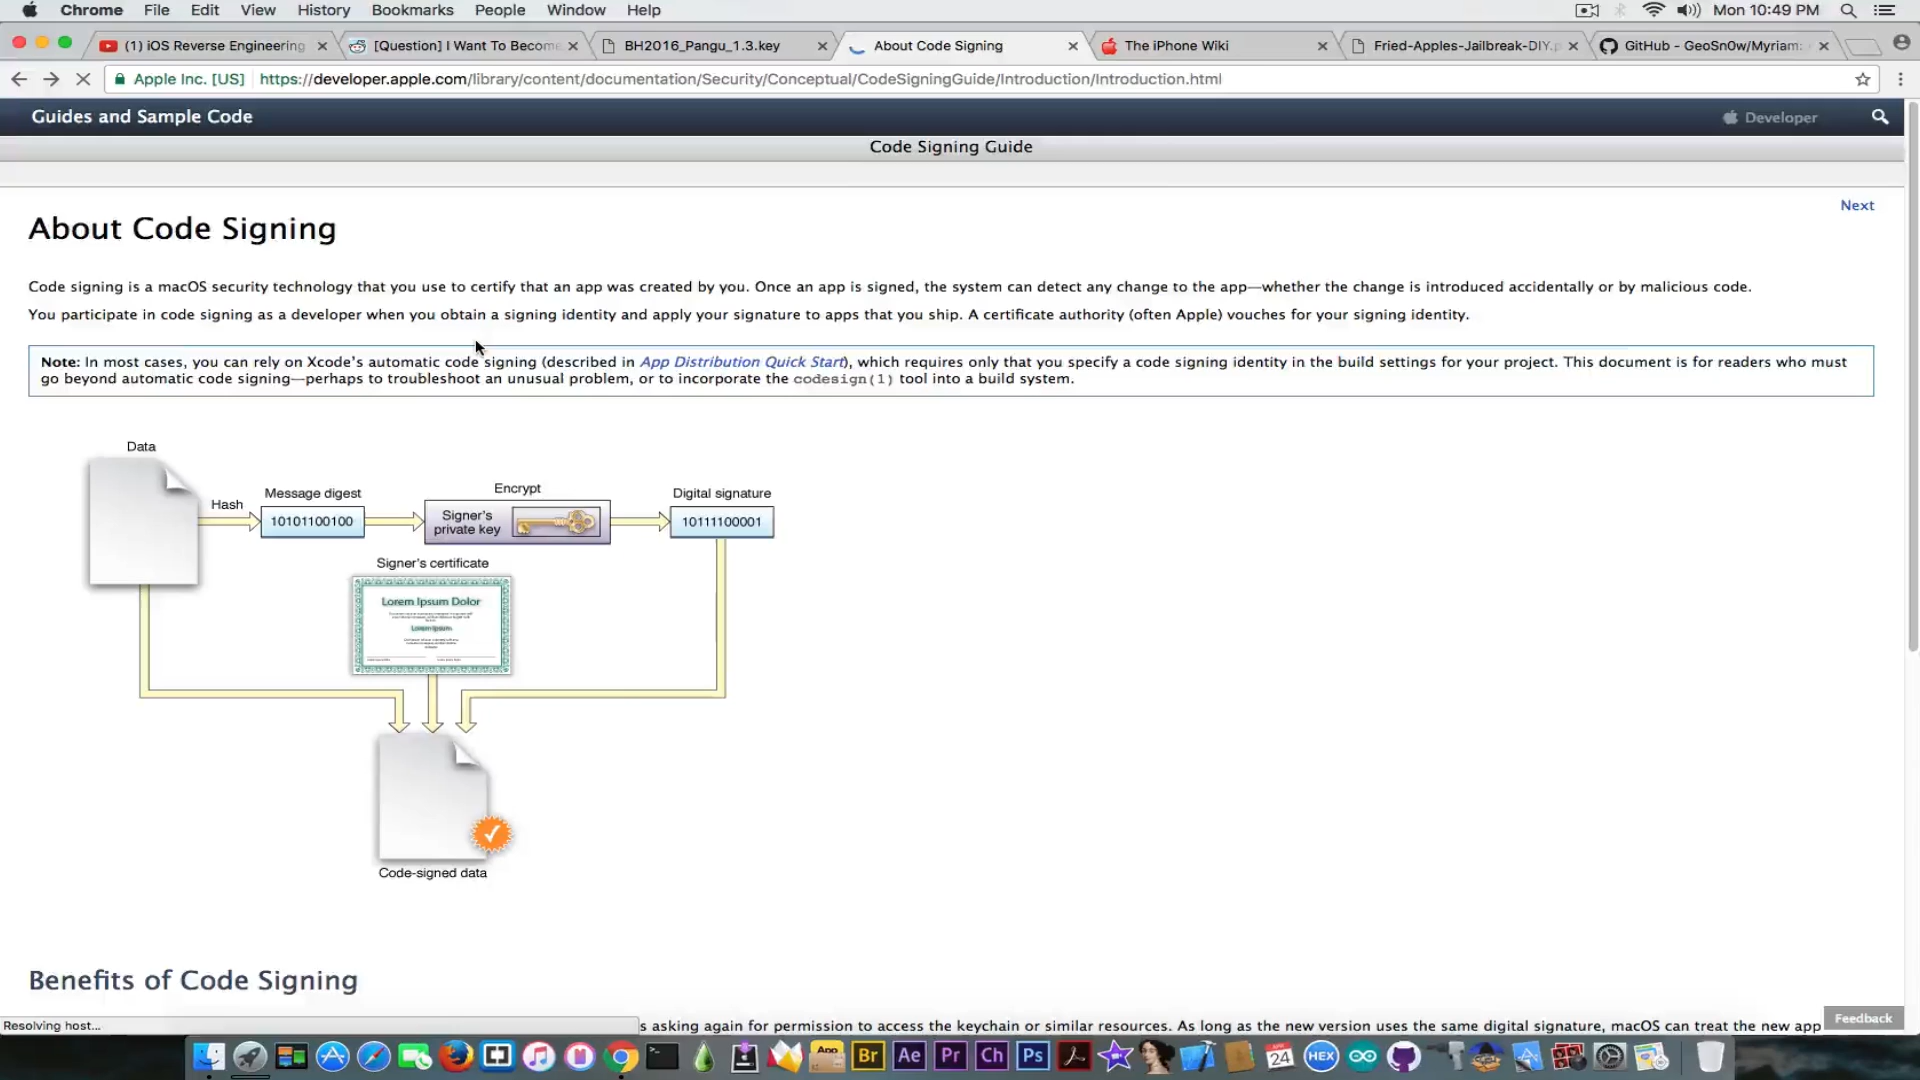 Chrome File Edit View History Bookmarks People Window Help Mon 10:49 PM
(1) iOS Reverse Engineering
[Question] I Want To Become
BH2016_Pangu_1.3.key
About Code Signing
The iPhone Wiki
Fried-Apples-Jailbreak-DIY.p
GitHub - GeoSn0w/Myriam:
Apple Inc. [US] https://developer.apple.com/library/content/documentation/Security/Conceptual/CodeSigningGuide/Introduction/Introduction.html
Guides and Sample Code Developer
Code Signing Guide
Next
About Code Signing
Code signing is a macOS security technology that you use to certify that an app was created by you. Once an app is signed, the system can detect any change to the app—whether the change is introduced accidentally or by malicious code.
You participate in code signing as a developer when you obtain a signing identity and apply your signature to apps that you ship. A certificate authority (often Apple) vouches for your signing identity.
Note: In most cases, you can rely on Xcode's automatic code signing (described in App Distribution Quick Start), which requires only that you specify a code signing identity in the build settings for your project. This document is for readers who must
go beyond automatic code signing—perhaps to troubleshoot an unusual problem, or to incorporate the codesign(1) tool into a build system.
Data
Hash
Message digest
10101100100
Encrypt
Signer's
private key
Digital signature
10111100001
Signer's certificate
Lorem Ipsum Dolor
Lorem Ipsum
Code-signed data
Benefits of Code Signing
Resolving host...
s asking again for permission to access the keychain or similar resources. As long as the new version uses the same digital signature, macOS can treat the new app
Feedback
App
Br
Ae
Pr
Ch
Ps
APR
24
HEX